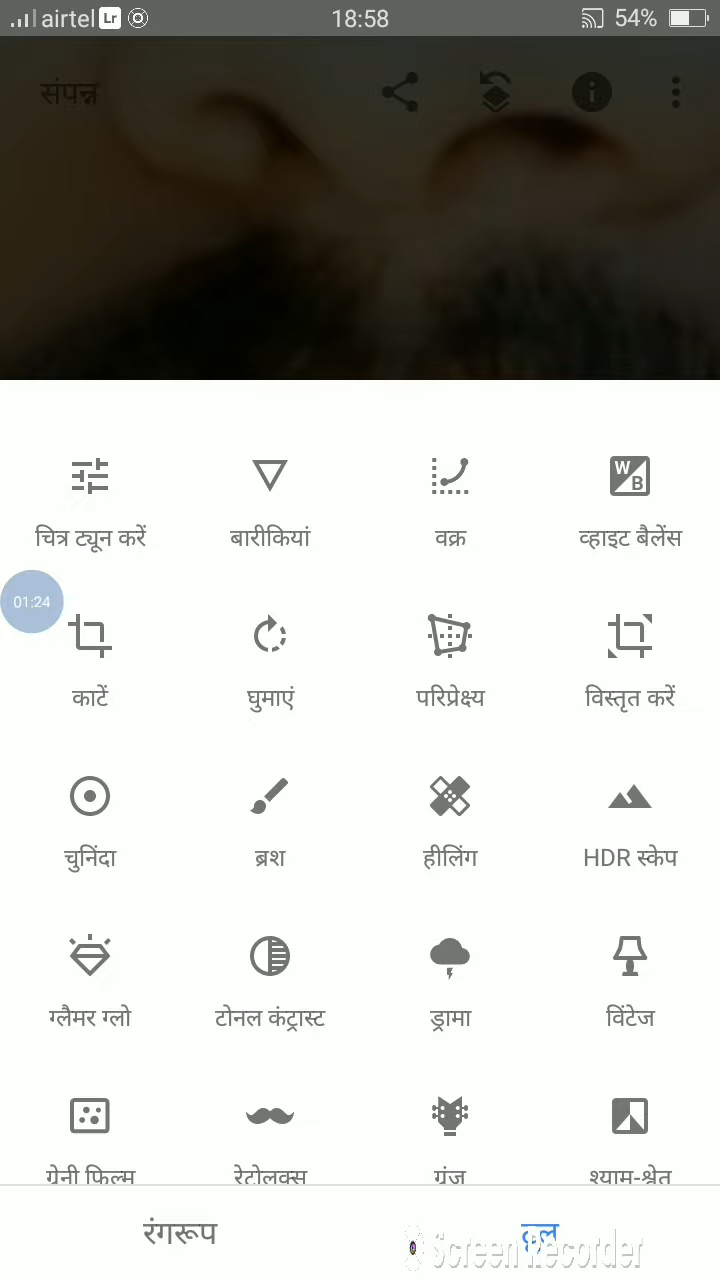 airtel Lr 18:58 54%
संपन्न
चित्र ट्यून करें बारीकियां वक्र व्हाइट बैलेंस
01:24
काटें घुमाएं परिप्रेक्ष्य विस्तृत करें
चुनिंदा ब्रश हीलिंग HDR स्केप
ग्लैमर ग्लो टोनल कंट्रास्ट ड्रामा विंटेज
ग्रेनी फ़िल्म रेट्रोलक्स ग्रंज श्याम-श्वेत
रंगरूप टूल
Screen Recorder